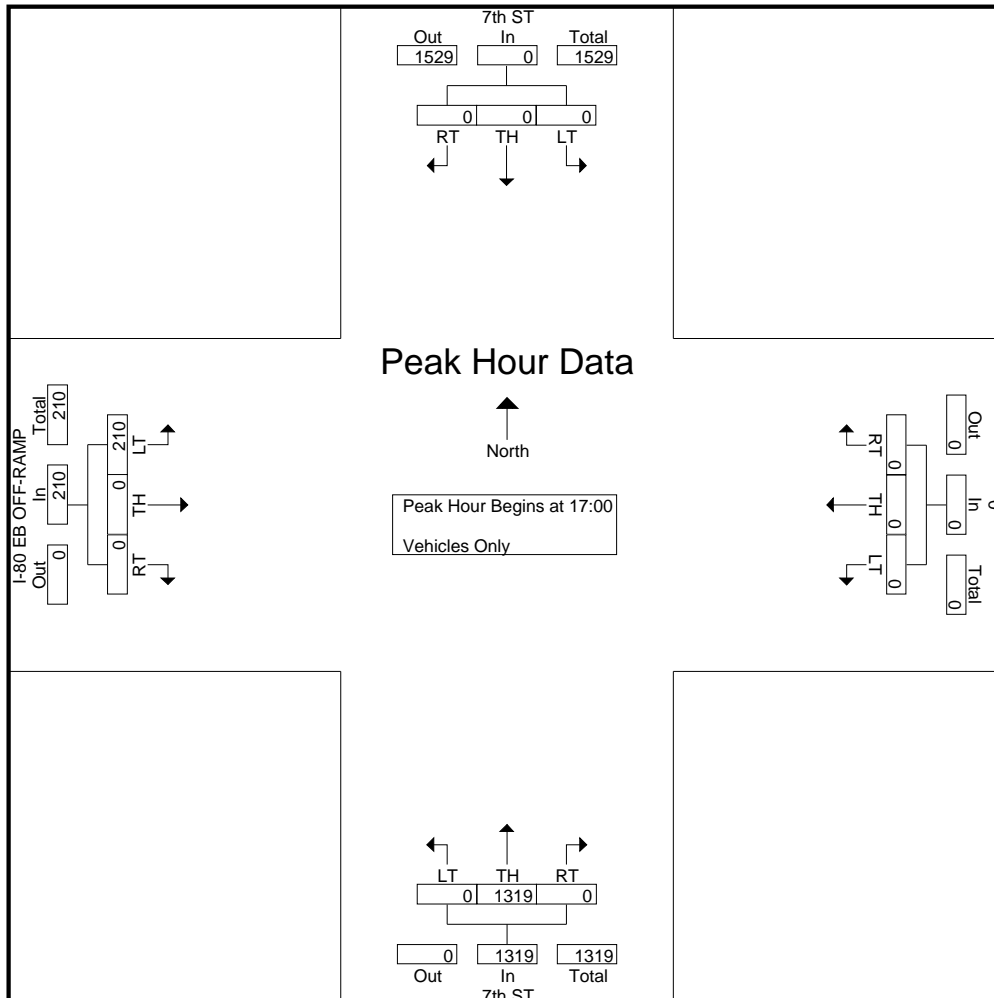 7th ST
Out In Total
1529 0 1529
0 0 0
RT TH LT
Peak Hour Data
North
Peak Hour Begins at 17:00
Vehicles Only
I-80 EB OFF-RAMP
Total In Out
210 210 0
210 0 0
LT TH RT
RT TH LT
0 0 0
Out In Total
0 0 0
LT TH RT
0 1319 0
0 1319 1319
Out In Total
7th ST